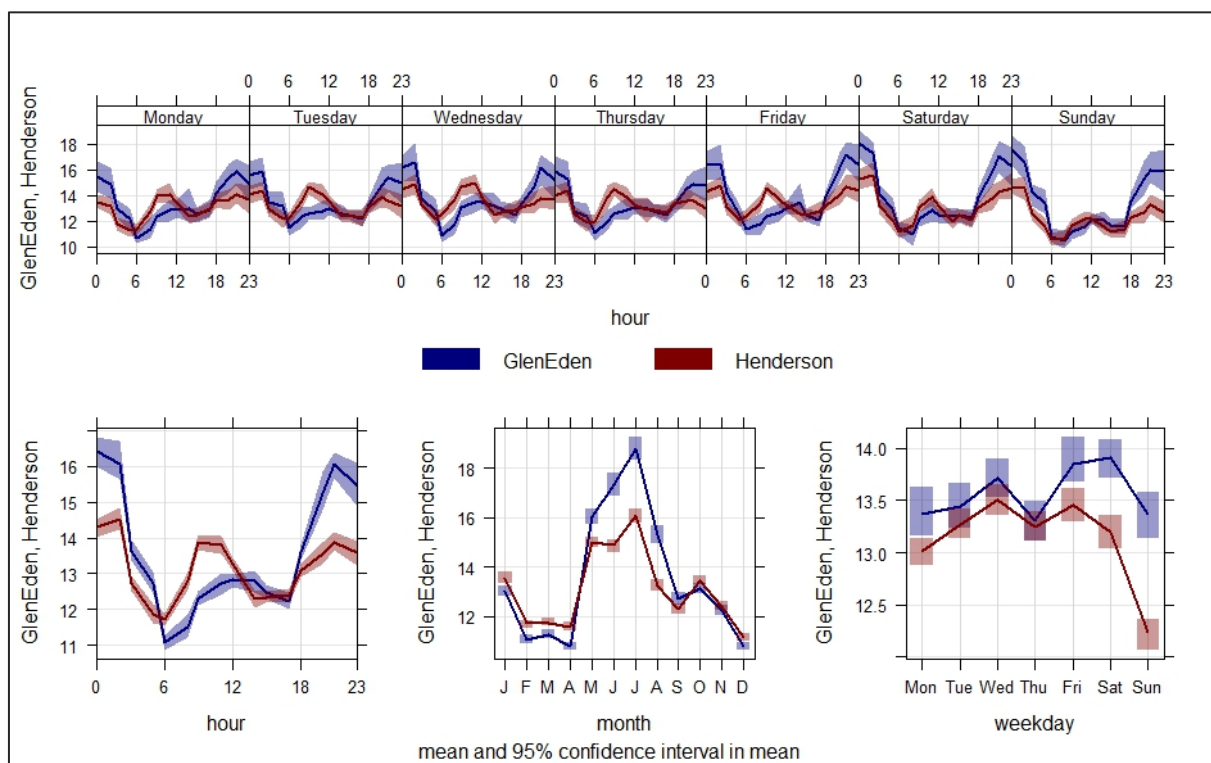 0 6 12 18 23 0 6 12 18 23 0 6 12 18 23
Monday Tuesday Wednesday Thursday Friday Saturday Sunday
GlenEden, Henderson
18
16
14
12
10
0 6 12 18 0 6 12 18 23 0 6 12 18 23 0 6 12 18 23
hour
GlenEden Henderson
GlenEden, Henderson
16
15
14
13
12
11
0 6 12 18 23
hour
GlenEden, Henderson
18
16
14
12
J F M A M J J A S O N D
month
GlenEden, Henderson
14.0
13.5
13.0
12.5
Mon Tue Wed Thu Fri Sat Sun
weekday
mean and 95% confidence interval in mean